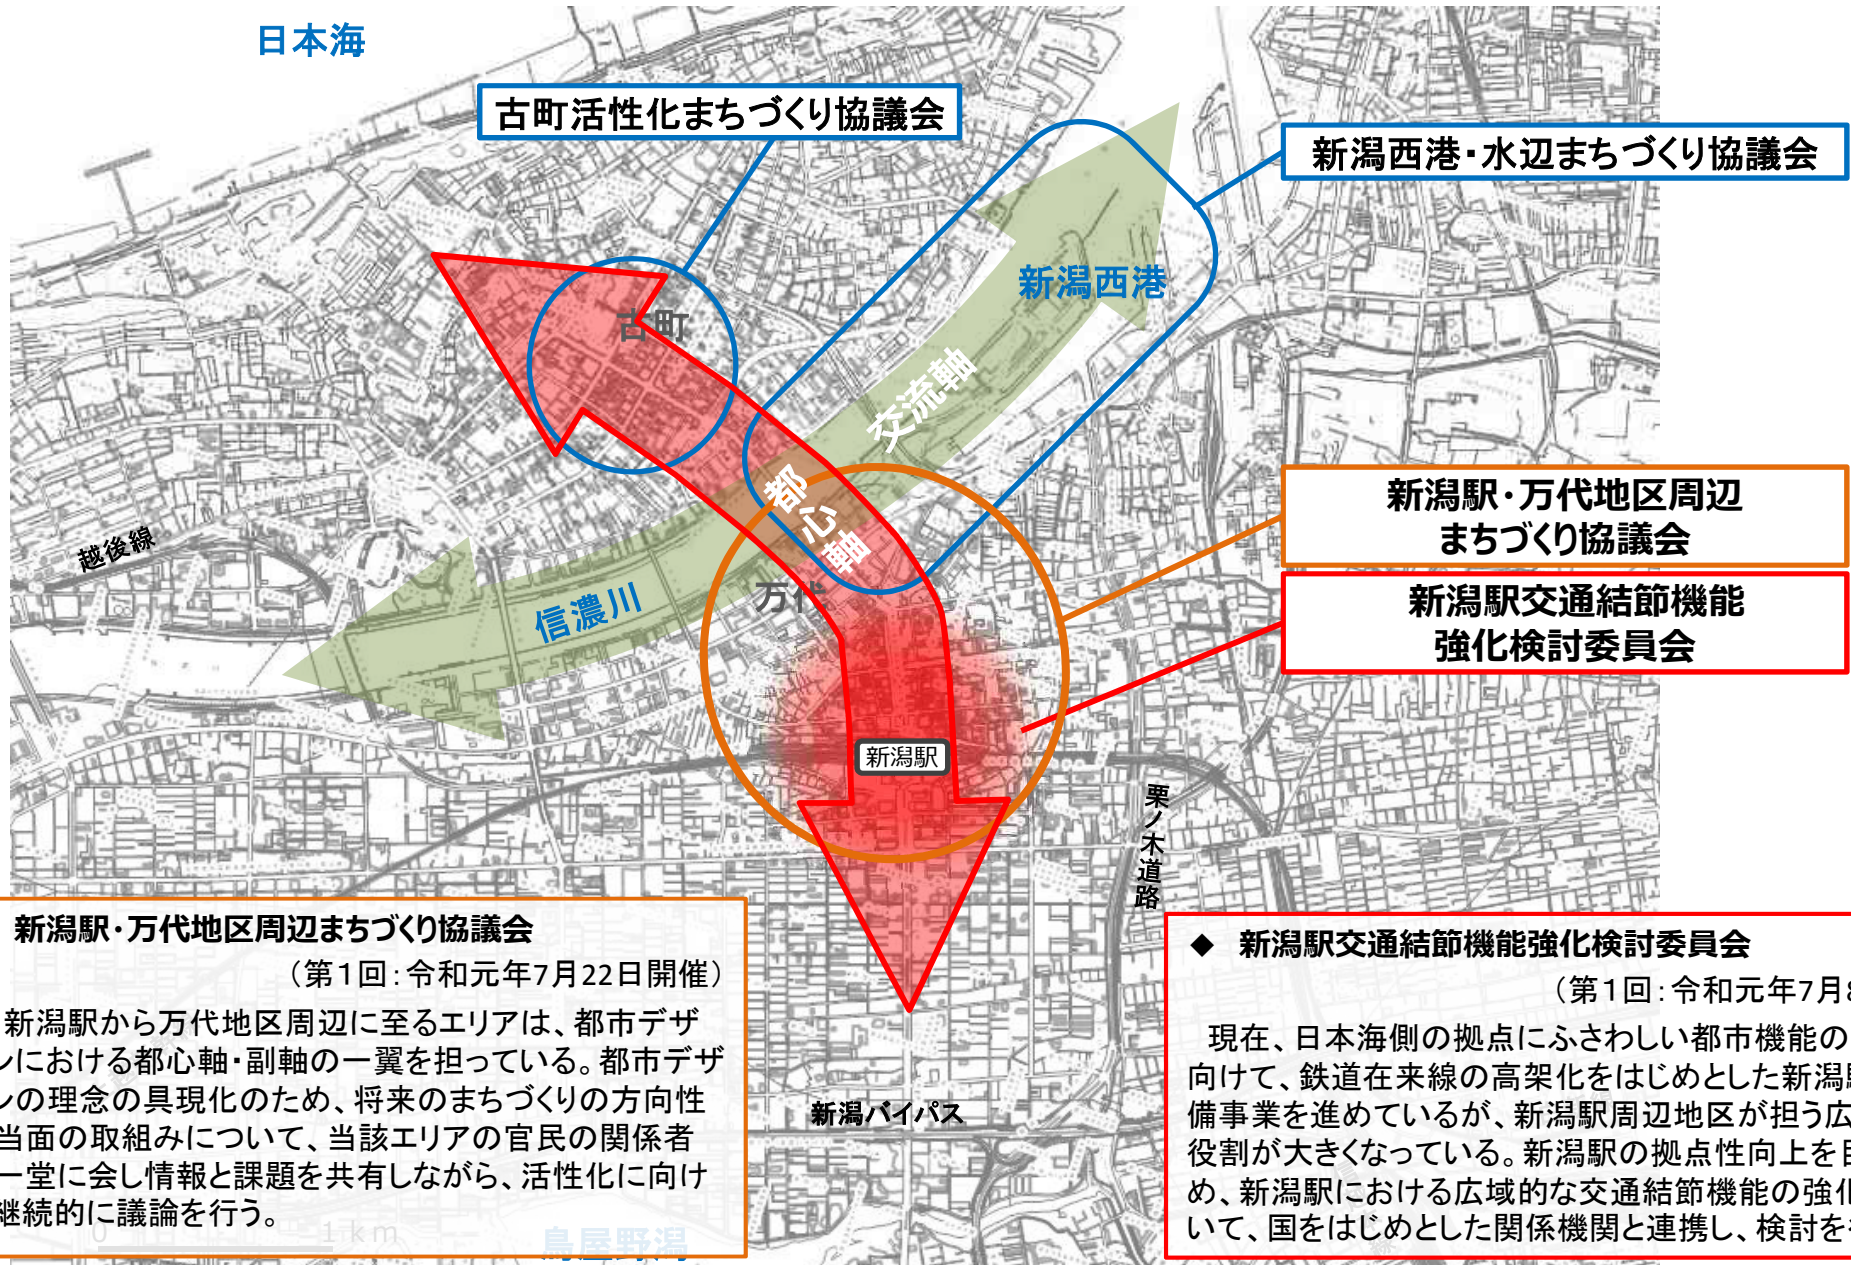 日本海
古町活性化まちづくり協議会
新潟西港・水辺まちづくり協議会
新潟西港
古町
交流軸
都心軸
新潟駅・万代地区周辺
まちづくり協議会
越後線
万代
信濃川
新潟駅交通結節機能
強化検討委員会
新潟駅
栗ノ木道路
新潟駅・万代地区周辺まちづくり協議会
（第１回：令和元年7月22日開催）
新潟駅から万代地区周辺に至るエリアは、都市デザ
ンにおける都心軸・副軸の一翼を担っている。都市デザ
ンの理念の具現化のため、将来のまちづくりの方向性
当面の取組みについて、当該エリアの官民の関係者
一堂に会し情報と課題を共有しながら、活性化に向け
継続的に議論を行う。
0 1km
鳥屋野潟
新潟バイパス
◆ 新潟駅交通結節機能強化検討委員会
（第１回：令和元年7月8
現在、日本海側の拠点にふさわしい都市機能の
向けて、鉄道在来線の高架化をはじめとした新潟駅
備事業を進めているが、新潟駅周辺地区が担う広
役割が大きくなっている。新潟駅の拠点性向上を目
め、新潟駅における広域的な交通結節機能の強化
いて、国をはじめとした関係機関と連携し、検討を行